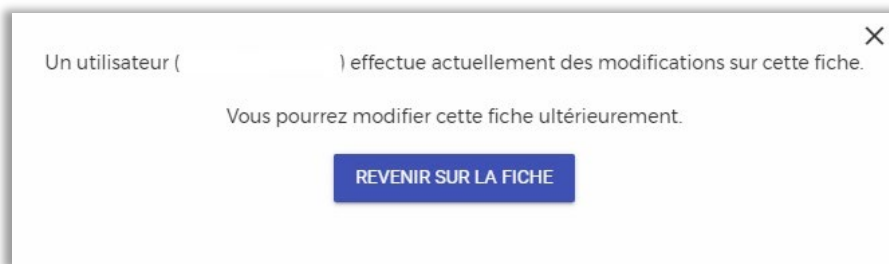 Un utilisateur ( ) effectue actuellement des modifications sur cette fiche.
Vous pourrez modifier cette fiche ultérieurement.
REVENIR SUR LA FICHE